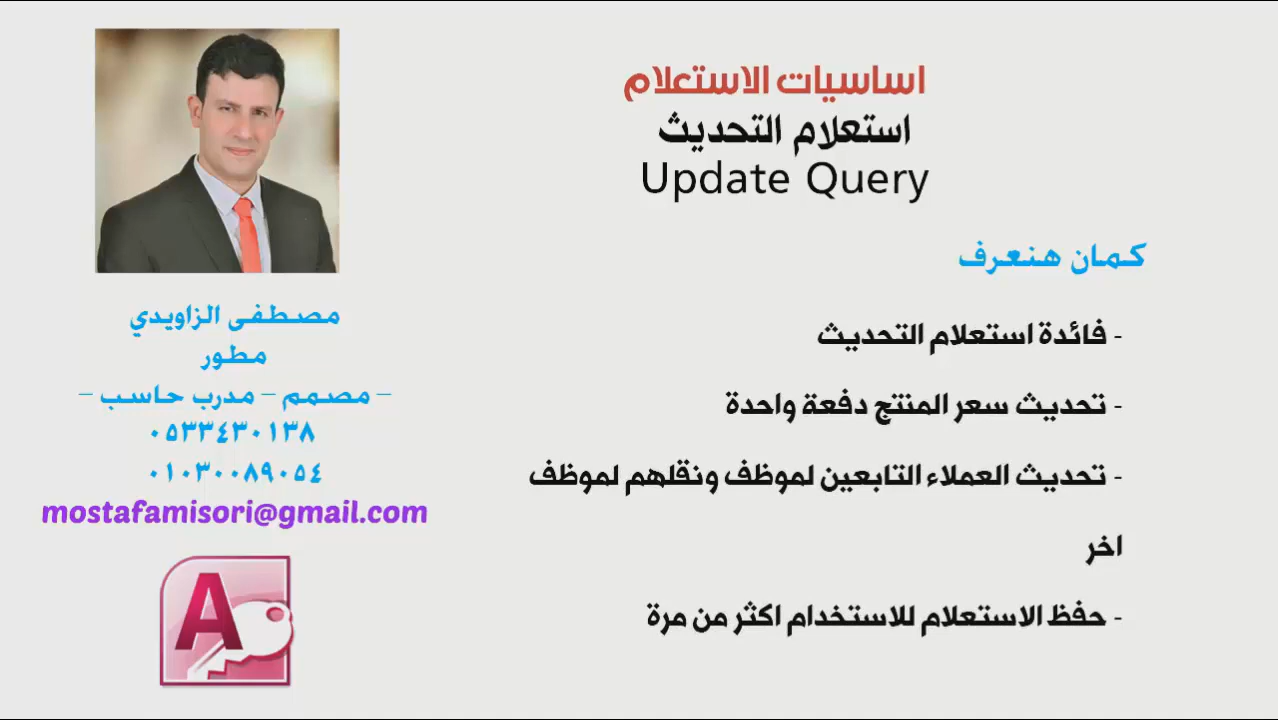 اساسيات الاستعلام
استعلام التحديث
Update Query
كمان هنعرف
- فائدة استعلام التحديث
- تحديث سعر المنتج دفعة واحدة
- تحديث العملاء التابعين لموظف ونقلهم لموظف
اخر
- حفظ الاستعلام للاستخدام اكثر من مرة
مصطفى الزاويدي
مطور
– مصمم – مدرب حاسب –
٠٥٣٣٤٣٠١٣٨
٠١٠٣٠٠٨٩٠٥٤
mostafamisori@gmail.com
A